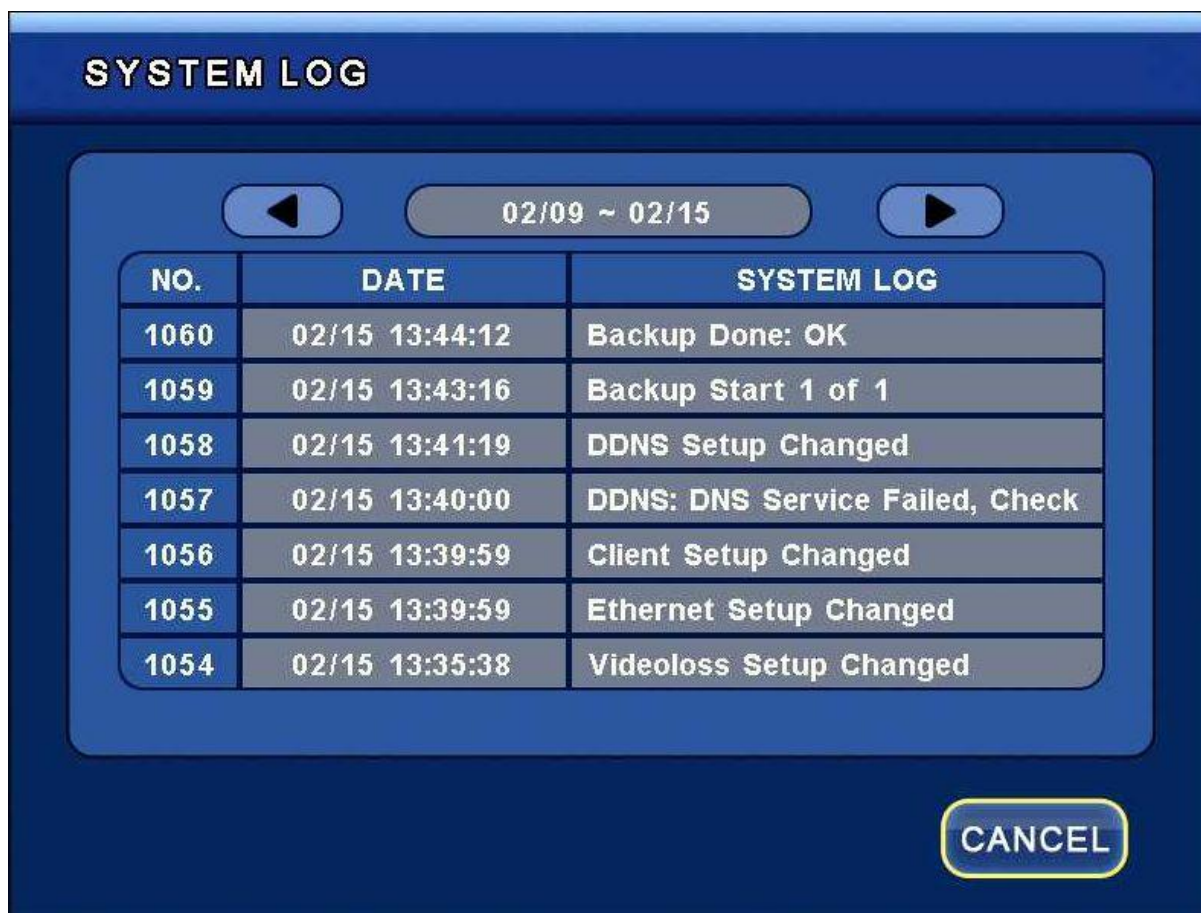 SYSTEM LOG
02/09 ~ 02/15
NO. DATE SYSTEM LOG
1060 02/15 13:44:12 Backup Done: OK
1059 02/15 13:43:16 Backup Start 1 of 1
1058 02/15 13:41:19 DDNS Setup Changed
1057 02/15 13:40:00 DDNS: DNS Service Failed, Check
1056 02/15 13:39:59 Client Setup Changed
1055 02/15 13:39:59 Ethernet Setup Changed
1054 02/15 13:35:38 Videoloss Setup Changed
CANCEL